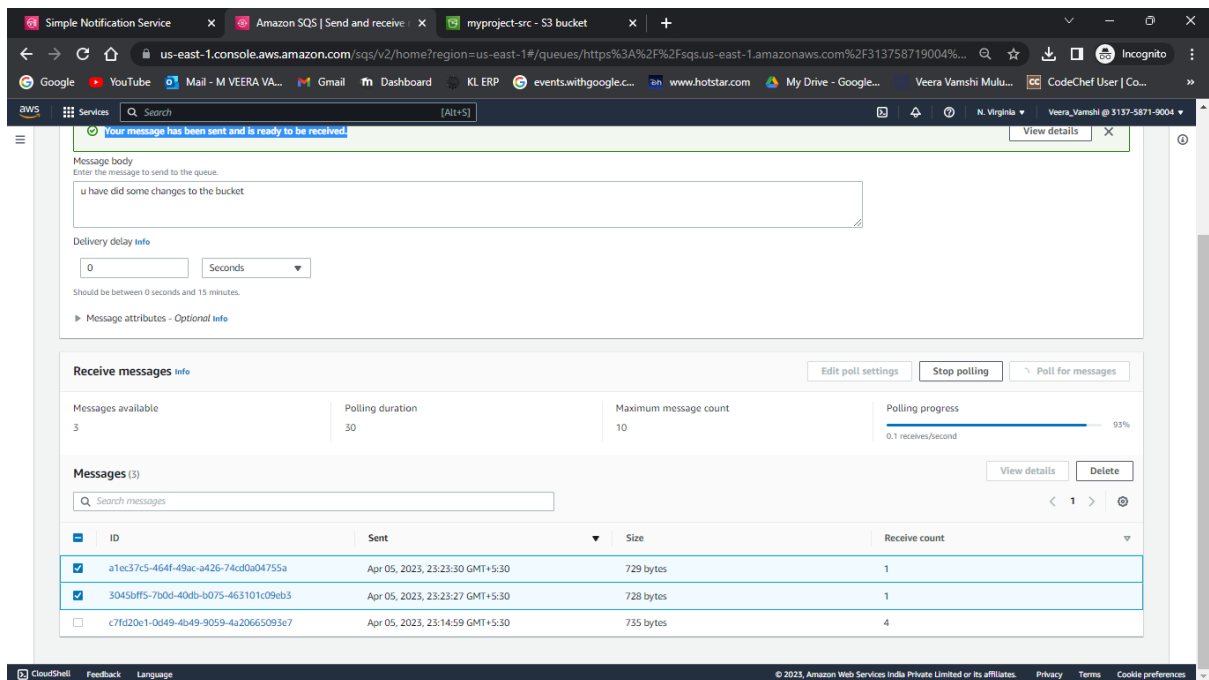 Simple Notification Service
Amazon SQS | Send and receive
myproject-src - S3 bucket
us-east-1.console.aws.amazon.com/sqs/v2/home?region=us-east-1#/queues/https%3A%2F%2Fsqs.us-east-1.amazonaws.com%2F313758719004%...
Incognito
Google YouTube Mail - M VEERA VA... Gmail Dashboard KL ERP events.withgoogle.c... www.hotstar.com My Drive - Google... Veera Vamshi Mulu... CC CodeChef User | Co... »
aws Services Search [Alt+S] N. Virginia Veera_Vamshi @ 3137-5871-9004
Your message has been sent and is ready to be received. View details
Message body
Enter the message to send to the queue.
u have did some changes to the bucket
Delivery delay Info
0 Seconds
Should be between 0 seconds and 15 minutes.
Message attributes - Optional Info
Receive messages Info Edit poll settings Stop polling Poll for messages
Messages available Polling duration Maximum message count Polling progress
3 30 10 93%
0.1 receives/second
Messages (3) View details Delete
Search messages 1
ID Sent Size Receive count
a1ec37c5-464f-49ac-a426-74cd0a04755a Apr 05, 2023, 23:23:30 GMT+5:30 729 bytes 1
3045bff5-7b0d-40db-b075-463101c09eb3 Apr 05, 2023, 23:23:27 GMT+5:30 728 bytes 1
c7fd20e1-0d49-4b49-9059-4a20665093e7 Apr 05, 2023, 23:14:59 GMT+5:30 735 bytes 4
CloudShell Feedback Language © 2023, Amazon Web Services India Private Limited or its affiliates. Privacy Terms Cookie preferences